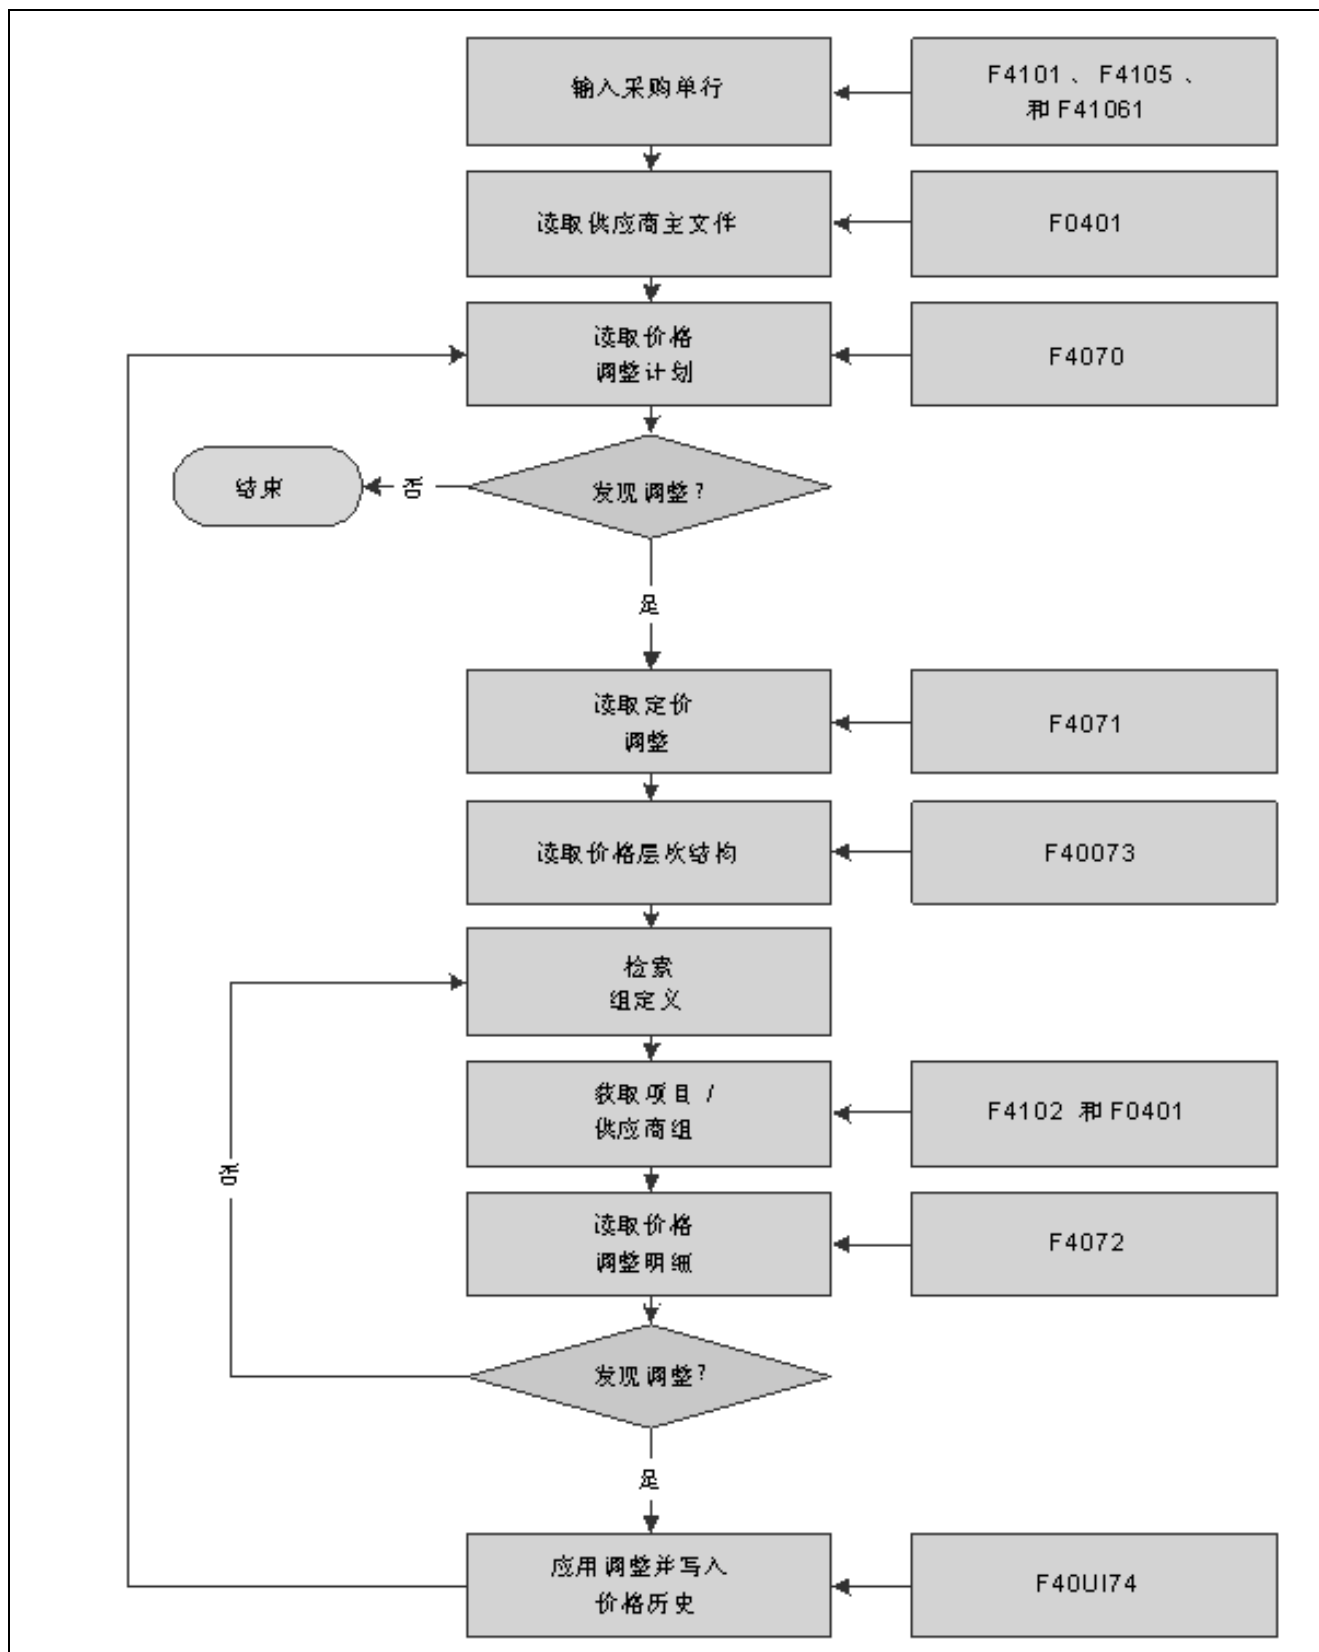 输入采购单行
F4101 、 F4105 、
和 F41061
读取供应商主文件
F0401
读取价格
调整计划
F4070
结束
否
发现调整?
是
读取定价
调整
F4071
读取价格层次结构
F40073
检索
组定义
获取项目 /
供应商组
F4102 和 F0401
否
读取价格
调整明细
F4072
发现调整?
是
应用调整并写入
价格历史
F40UI74